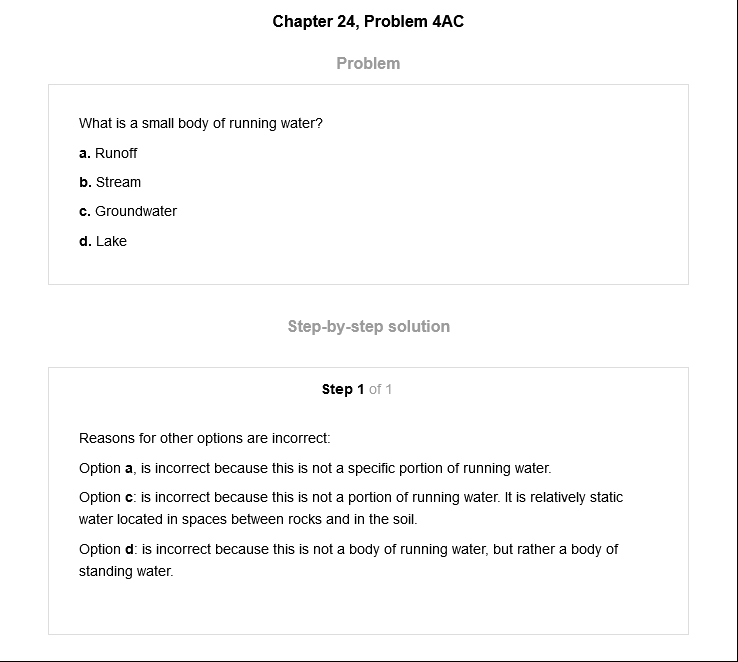 Chapter 24, Problem 4AC
Problem
What is a small body of running water?
a. Runoff
b. Stream
c. Groundwater
d. Lake
Step-by-step solution
Step 1 of 1
Reasons for other options are incorrect:
Option a, is incorrect because this is not a specific portion of running water.
Option c: is incorrect because this is not a portion of running water. It is relatively static
water located in spaces between rocks and in the soil.
Option d: is incorrect because this is not a body of running water, but rather a body of
standing water.